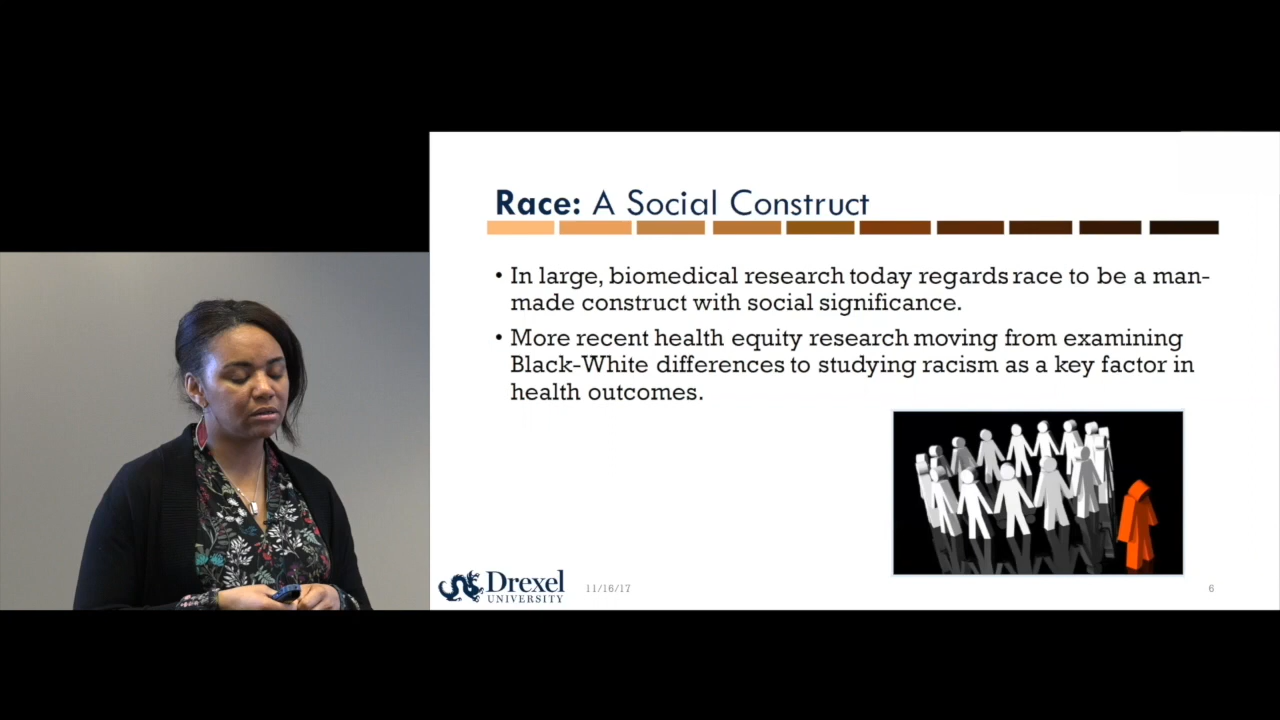 Race: A Social Construct
• In large, biomedical research today regards race to be a man-
made construct with social significance.
• More recent health equity research moving from examining
Black-White differences to studying racism as a key factor in
health outcomes.
Drexel
UNIVERSITY
11/16/17
6